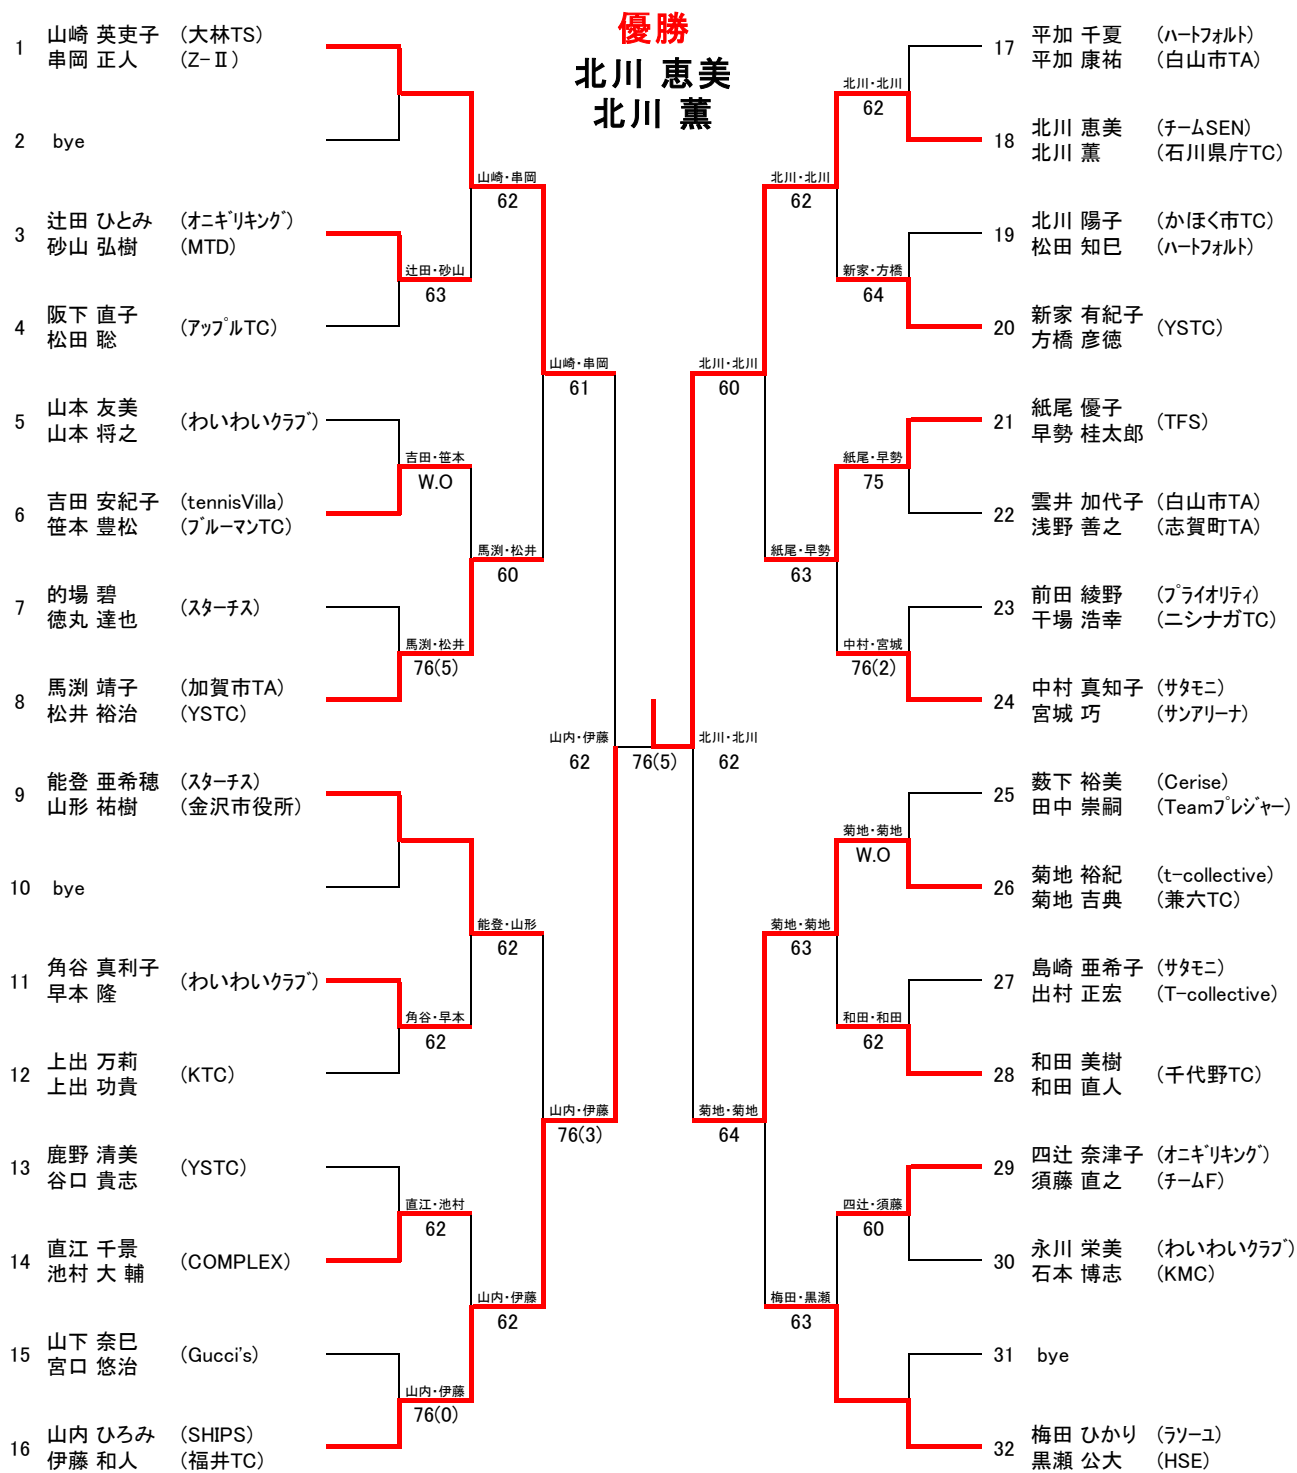 優勝
北川 恵美
北川 薫
1 山崎 英吏子 (大林TS)
串岡 正人 (Z-Ⅱ)
2 bye
山崎・串岡
62
3 辻田 ひとみ (オニギリキング)
砂山 弘樹 (MTD)
辻田・砂山
63
4 阪下 直子 (アップルTC)
松田 聡
山崎・串岡
61
5 山本 友美 (わいわいクラブ)
山本 将之
吉田・笹本
W.O
6 吉田 安紀子 (tennisVilla)
笹本 豊松 (ブルーマンTC)
馬渕・松井
60
7 的場 碧 (スターチス)
徳丸 達也
馬渕・松井
76(5)
8 馬渕 靖子 (加賀市TA)
松井 裕治 (YSTC)
山内・伊藤
62
76(5)
9 能登 亜希穂 (スターチス)
山形 祐樹 (金沢市役所)
10 bye
能登・山形
62
11 角谷 真利子 (わいわいクラブ)
早本 隆
角谷・早本
62
12 上出 万莉 (KTC)
上出 功貴
山内・伊藤
76(3)
13 鹿野 清美 (YSTC)
谷口 貴志
直江・池村
62
14 直江 千景 (COMPLEX)
池村 大 輔
山内・伊藤
62
15 山下 奈巳 (Gucci's)
宮口 悠治
山内・伊藤
76(0)
16 山内 ひろみ (SHIPS)
伊藤 和人 (福井TC)
17 平加 千夏 (ハートフォルト)
平加 康祐 (白山市TA)
北川・北川
62
18 北川 恵美 (チームSEN)
北川 薫 (石川県庁TC)
北川・北川
62
19 北川 陽子 (かほく市TC)
松田 知巳 (ハートフォルト)
新家・方橋
64
20 新家 有紀子 (YSTC)
方橋 彦徳
北川・北川
60
21 紙尾 優子 (TFS)
早勢 桂太郎
紙尾・早勢
75
22 雲井 加代子 (白山市TA)
浅野 善之 (志賀町TA)
紙尾・早勢
63
23 前田 綾野 (プライオリティ)
干場 浩幸 (ニシナガTC)
中村・宮城
76(2)
24 中村 真知子 (サタモニ)
宮城 巧 (サンアリーナ)
北川・北川
62
25 薮下 裕美 (Cerise)
田中 崇嗣 (Teamプレジャー)
菊地・菊地
W.O
26 菊地 裕紀 (t-collective)
菊地 吉典 (兼六TC)
菊地・菊地
63
27 島崎 亜希子 (サタモニ)
出村 正宏 (T-collective)
和田・和田
62
28 和田 美樹 (千代野TC)
和田 直人
菊地・菊地
64
29 四辻 奈津子 (オニギリキング)
須藤 直之 (チームF)
四辻・須藤
60
30 永川 栄美 (わいわいクラブ)
石本 博志 (KMC)
梅田・黒瀬
63
31 bye
32 梅田 ひかり (ラソーユ)
黒瀬 公大 (HSE)